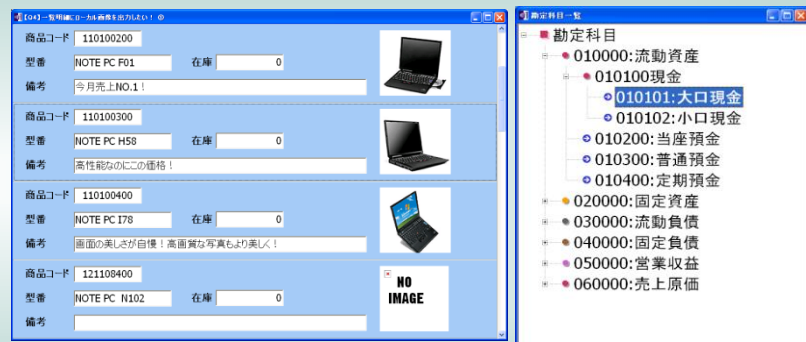 【Q4】一覧明細にローカル画像を出力したい！ ①
商品コード 110100200
型番 NOTE PC F01 在庫 0
備考 今月売上NO.1！
商品コード 110100300
型番 NOTE PC H58 在庫 0
備考 高性能なのにこの価格！
商品コード 110100400
型番 NOTE PC I78 在庫 0
備考 画面の美しさが自慢！高画質な写真もより美しく！
商品コード 121108400
型番 NOTE PC N102 在庫 0
備考
NO
IMAGE
勘定科目一覧
勘定科目
010000:流動資産
010100現金
010101:大口現金
010102:小口現金
010200:当座預金
010300:普通預金
010400:定期預金
020000:固定資産
030000:流動負債
040000:固定負債
050000:営業収益
060000:売上原価